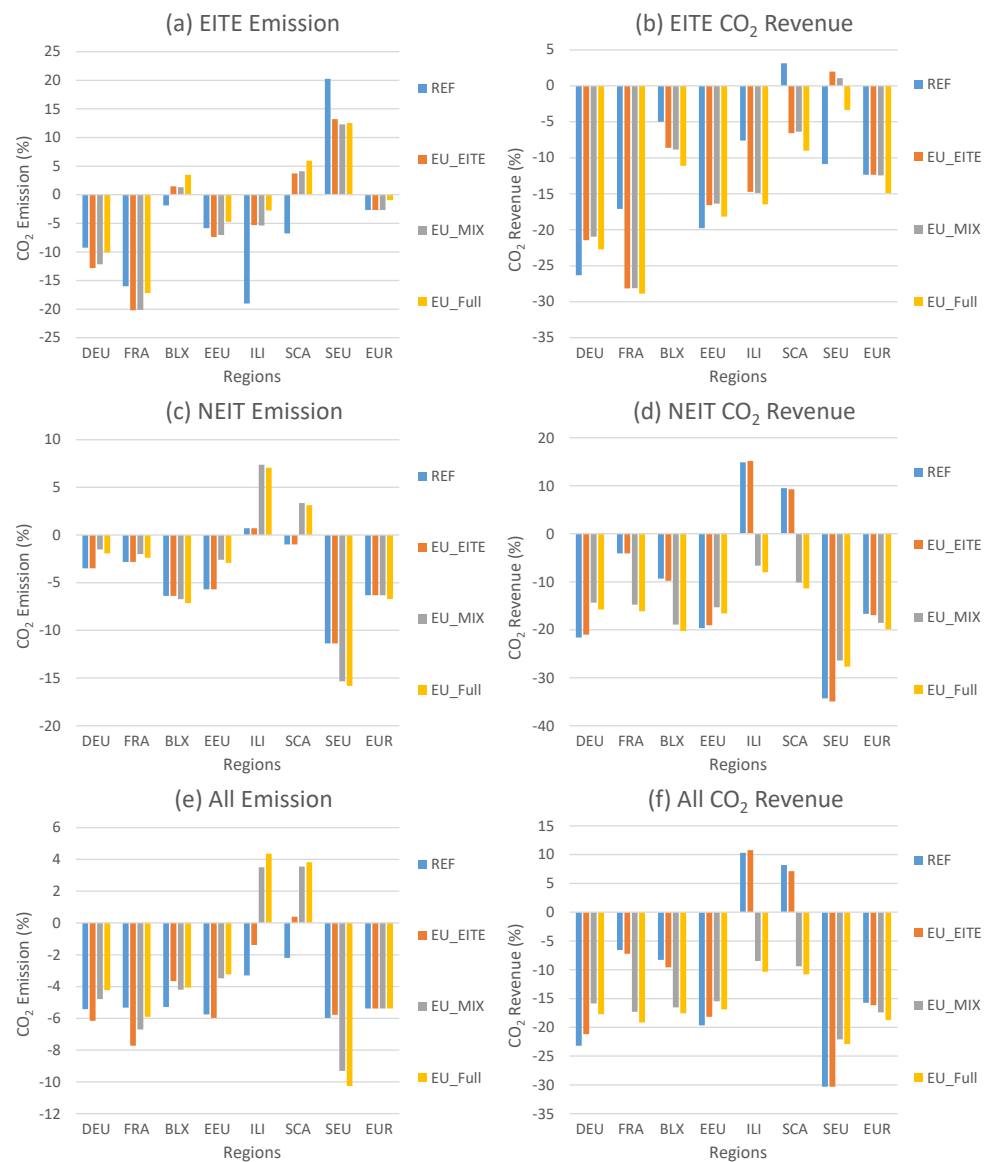 (a) EITE Emission
25
20
15
10
5
0
-5
-10
-15
20
25
CO₂ Emission (%)
DEU FRA BLX EEU ILI SCA SEU EUR
Regions
REF
EU_EITE
EU_MIX
EU_Full
(b) EITE CO₂ Revenue
5
0
-5
-10
-15
-20
-25
-30
-35
CO₂ Revenue (%)
DEU FRA BLX EEU ILI SCA SEU EUR
Regions
REF
EU_EITE
EU_MIX
EU_Full
(c) NEIT Emission
10
5
0
-5
-10
-15
-20
CO₂ Emission (%)
DEU FRA BLX EEU ILI SCA SEU EUR
Regions
REF
EU_EITE
EU_MIX
EU_Full
(d) NEIT CO₂ Revenue
20
10
0
-10
-20
-30
-40
CO₂ Revenue (%)
DEU FRA BLX EEU ILI SCA SEU EUR
Regions
REF
EU_EITE
EU_MIX
EU_Full
(e) All Emission
6
4
2
0
-2
-4
-6
-8
-10
-12
CO₂ Emission (%)
DEU FRA BLX EEU ILI SCA SEU EUR
Regions
REF
EU_EITE
EU_MIX
EU_Full
(f) All CO₂ Revenue
15
10
5
0
-5
-10
-15
-20
-25
-30
-35
CO₂ Revenue (%)
DEU FRA BLX EEU ILI SCA SEU EUR
Regions
REF
EU_EITE
EU_MIX
EU_Full